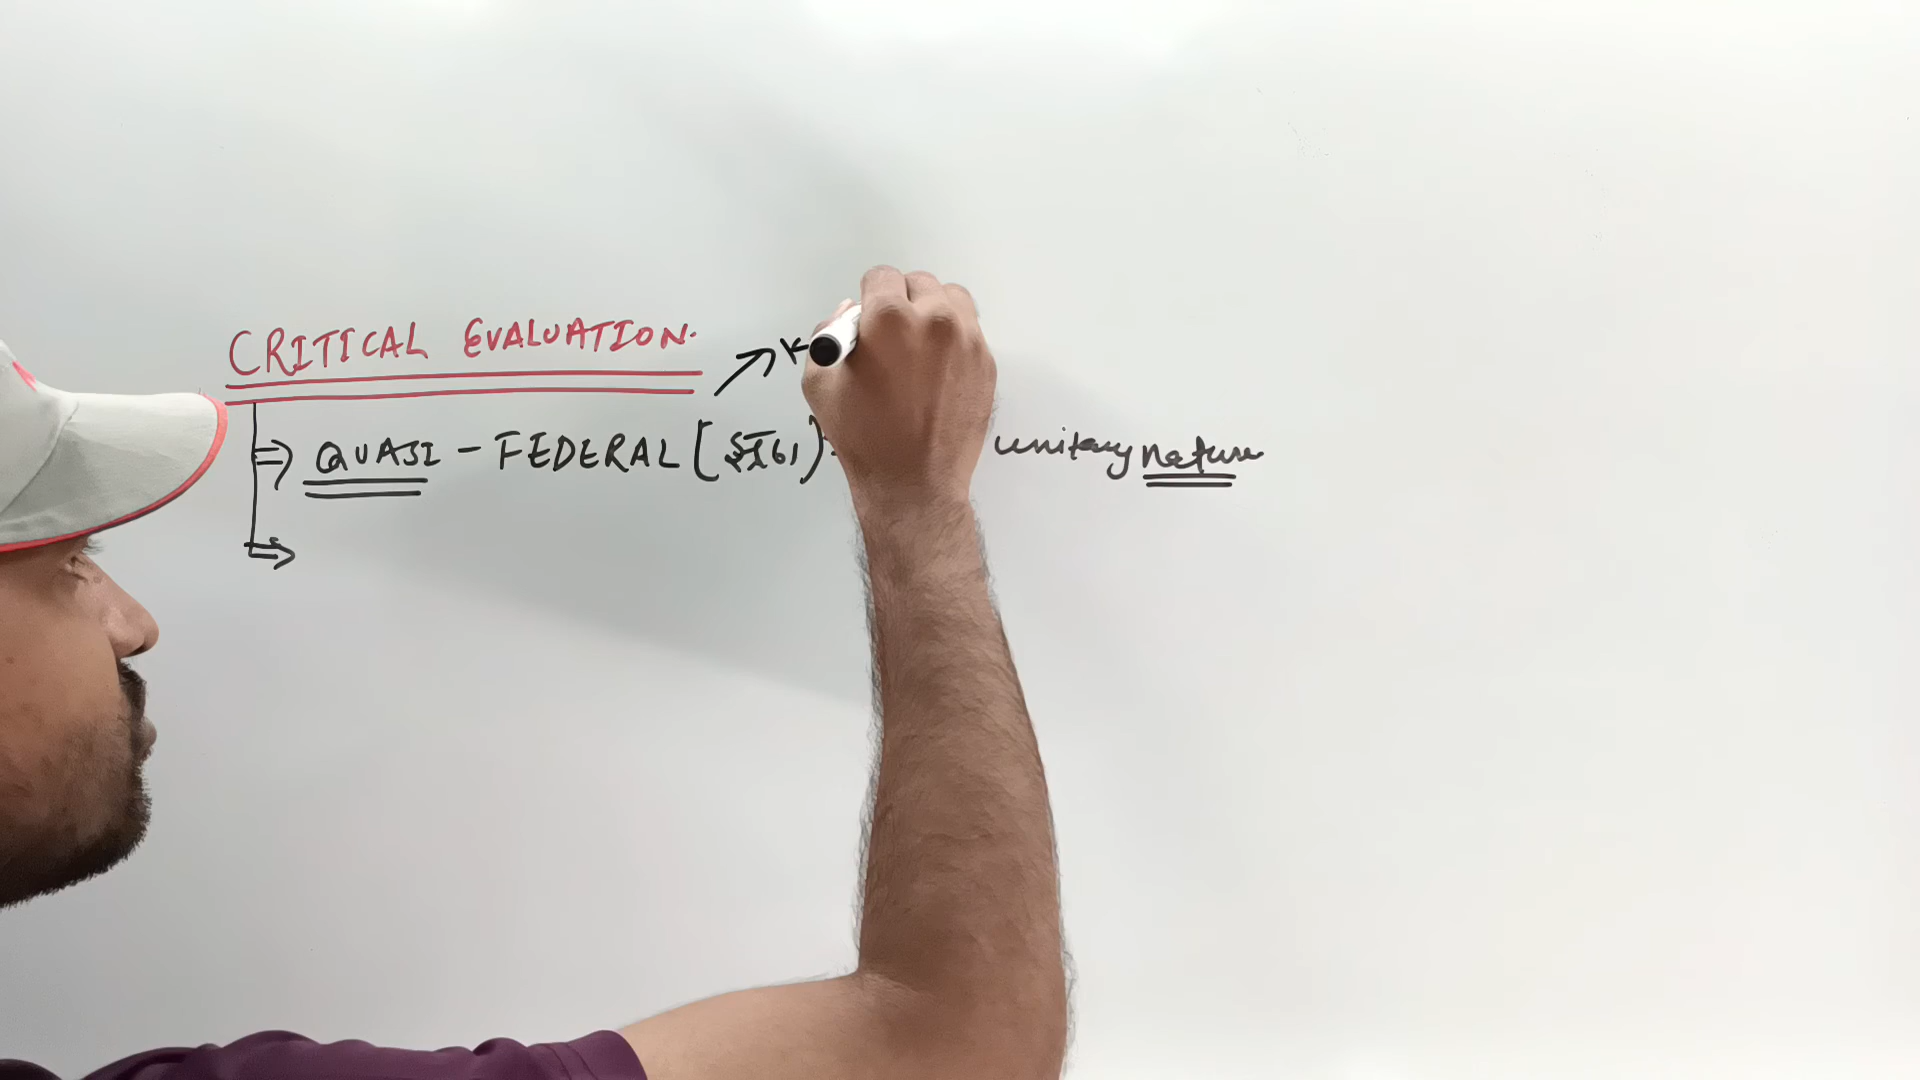 CRITICAL EVALUATION.
K
QUASI - FEDERAL [ unitary nature